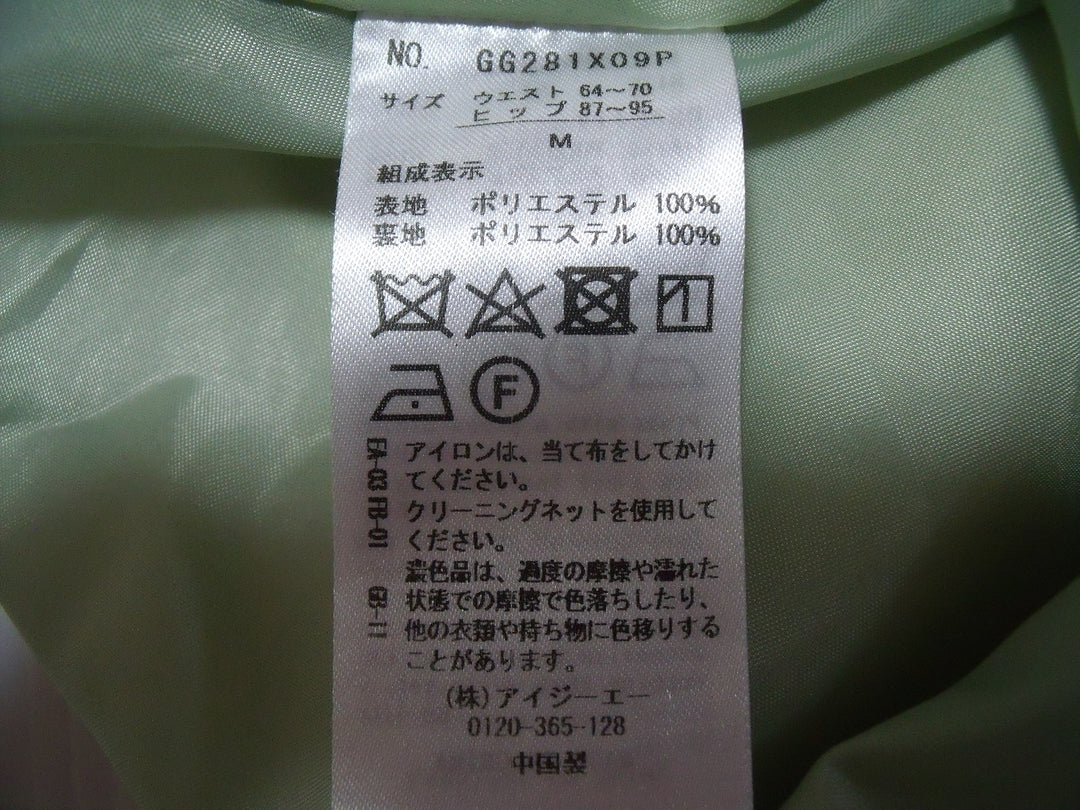 NO. GG281X09P
サイズ ウエスト 64～70
ヒップ 87～95
M
組成表示
表地 ポリエステル 100%
裏地 ポリエステル 100%
F
EA-03 アイロンは、当て布をしてかけ
てください。
FB-01 クリーニングネットを使用して
ください。
濃色品は、過度の摩擦や濡れた
GB-11 状態での摩擦で色落ちしたり、
他の衣類や持ち物に色移りする
ことがあります。
(株)アイジーエー
0120-365-128
中国製